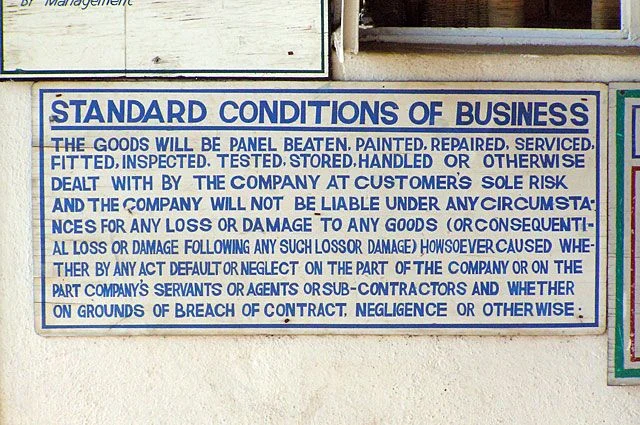 By Management
STANDARD CONDITIONS OF BUSINESS
THE GOODS WILL BE PANEL BEATEN, PAINTED, REPAIRED, SERVICED,
FITTED, INSPECTED, TESTED, STORED, HANDLED OR OTHERWISE
DEALT WITH BY THE COMPANY AT CUSTOMER'S SOLE RISK
AND THE COMPANY WILL NOT BE LIABLE UNDER ANY CIRCUMSTA-
NCES FOR ANY LOSS OR DAMAGE TO ANY GOODS (OR CONSEQUENTI-
AL LOSS OR DAMAGE FOLLOWING ANY SUCH LOSS OR DAMAGE) HOWSOEVER CAUSED WHE-
THER BY ANY ACT DEFAULT OR NEGLECT ON THE PART OF THE COMPANY OR ON THE
PART COMPANY'S SERVANTS OR AGENTS OR SUB-CONTRACTORS AND WHETHER
ON GROUNDS OF BREACH OF CONTRACT, NEGLIGENCE OR OTHERWISE.